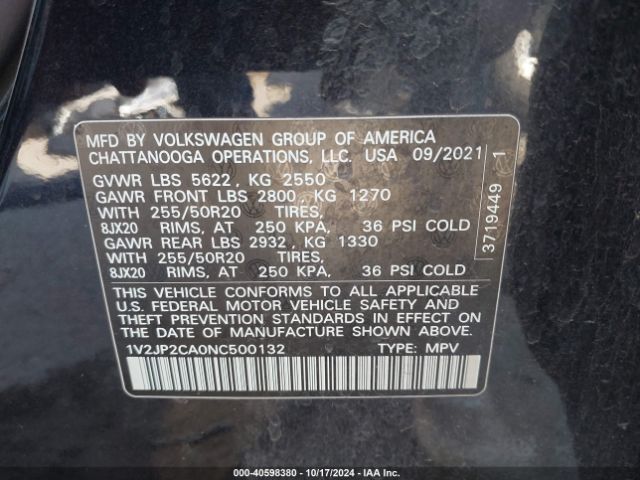 MFD BY VOLKSWAGEN GROUP OF AMERICA
CHATTANOOGA OPERATIONS, LLC. USA 09/2021
GVWR LBS 5622, KG 2550
GAWR FRONT LBS 2800, KG 1270
WITH 255/50R20 TIRES,
8JX20 RIMS, AT 250 KPA, 36 PSI COLD
GAWR REAR LBS 2932, KG 1330
WITH 255/50R20 TIRES,
8JX20 RIMS, AT 250 KPA, 36 PSI COLD
THIS VEHICLE CONFORMS TO ALL APPLICABLE
U.S. FEDERAL MOTOR VEHICLE SAFETY AND
THEFT PREVENTION STANDARDS IN EFFECT ON
THE DATE OF MANUFACTURE SHOWN ABOVE.
1V2JP2CA0NC500132 TYPE: MPV
3719449 1
000-40598380 - 10/17/2024 - IAAI.COM